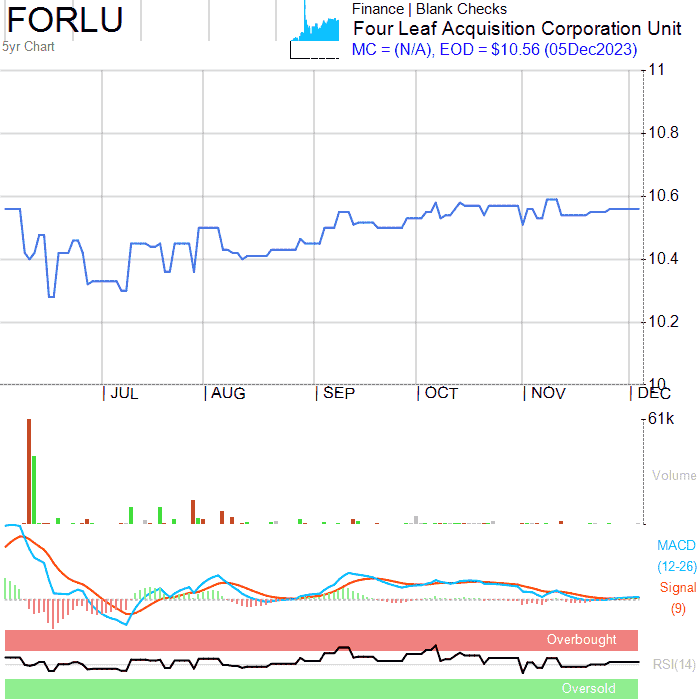 FORLU
5yr Chart
Finance | Blank Checks
Four Leaf Acquisition Corporation Unit
MC = (N/A), EOD = $10.56 (05Dec2023)
11
10.8
10.6
10.4
10.2
10
JUL AUG SEP OCT NOV DEC
61k
Volume
MACD
(12-26)
Signal
(9)
Overbought
RSI(14)
Oversold